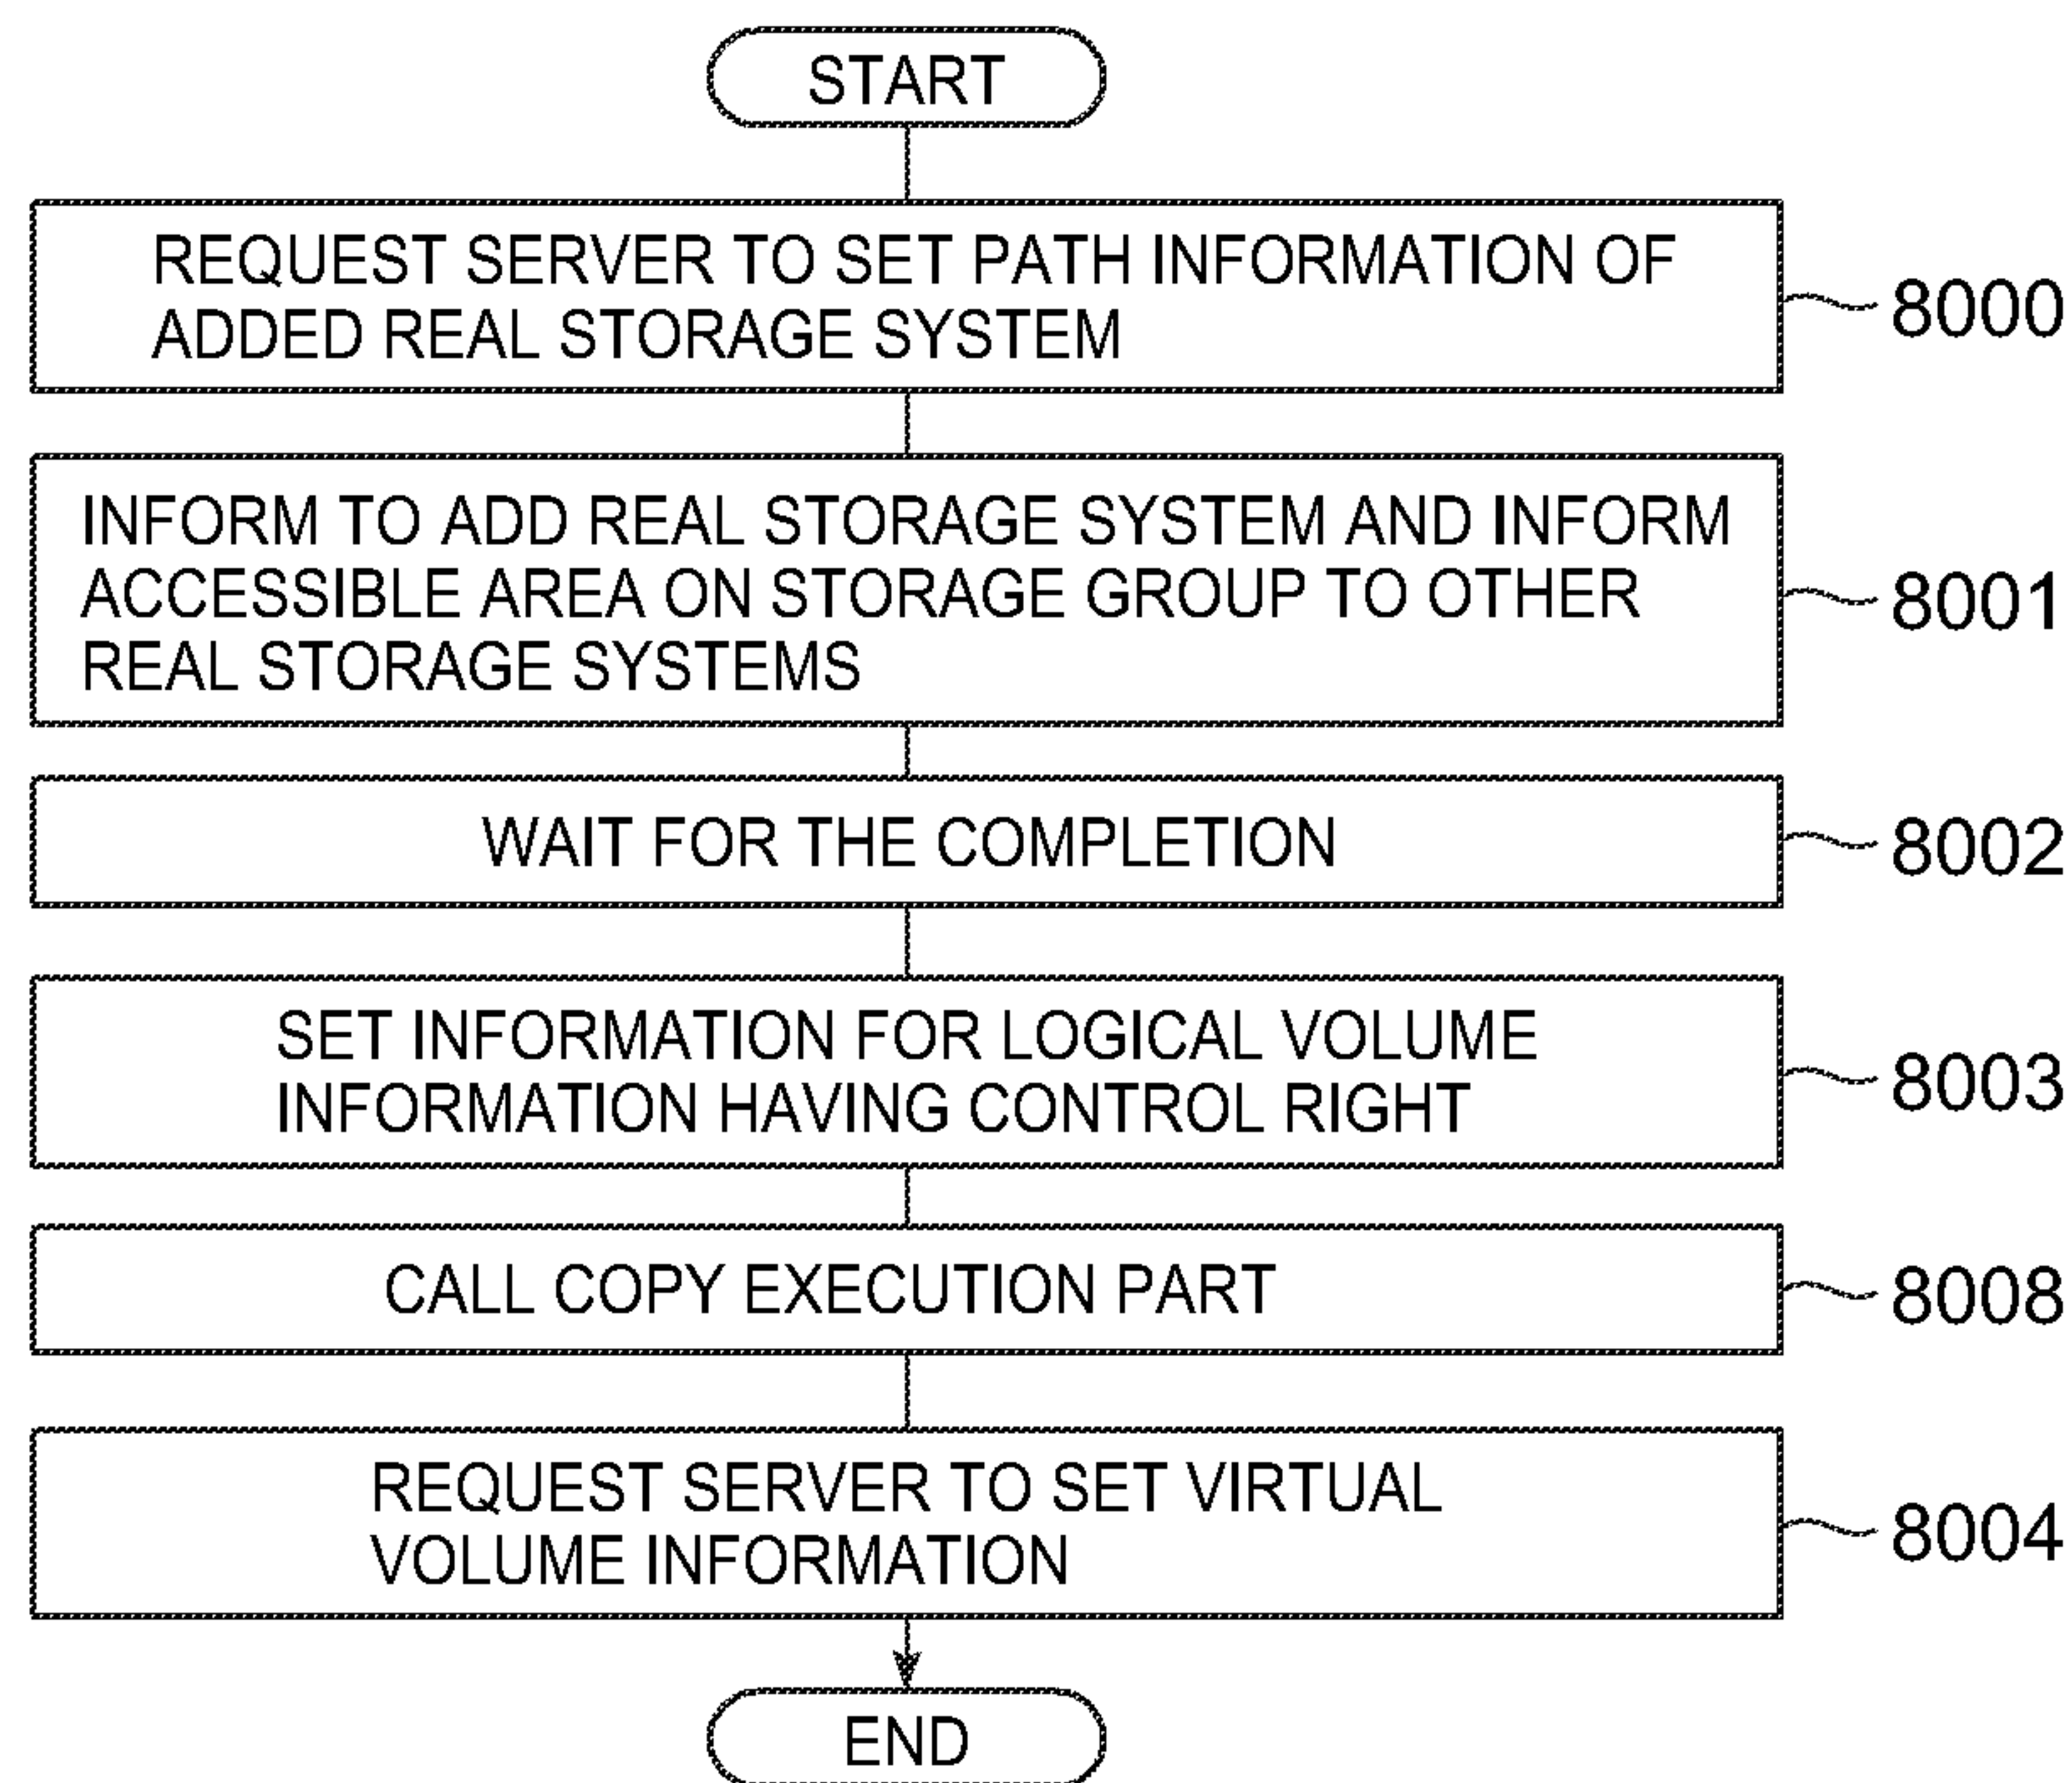 START
REQUEST SERVER TO SET PATH INFORMATION OF
ADDED REAL STORAGE SYSTEM
8000
INFORM TO ADD REAL STORAGE SYSTEM AND INFORM
ACCESSIBLE AREA ON STORAGE GROUP TO OTHER
REAL STORAGE SYSTEMS
8001
WAIT FOR THE COMPLETION
8002
SET INFORMATION FOR LOGICAL VOLUME
INFORMATION HAVING CONTROL RIGHT
8003
CALL COPY EXECUTION PART
8008
REQUEST SERVER TO SET VIRTUAL
VOLUME INFORMATION
8004
END